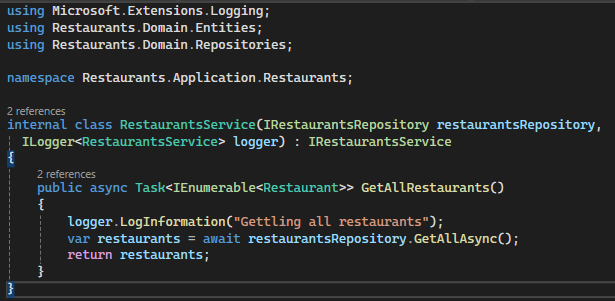 using Microsoft.Extensions.Logging;
using Restaurants.Domain.Entities;
using Restaurants.Domain.Repositories;
namespace Restaurants.Application.Restaurants;
2 references
internal class RestaurantsService(IRestaurantsRepository restaurantsRepository,
ILogger<RestaurantsService> logger) : IRestaurantsService
{
2 references
public async Task<IEnumerable<Restaurant>> GetAllRestaurants()
{
logger.LogInformation("Gettling all restaurants");
var restaurants = await restaurantsRepository.GetAllAsync();
return restaurants;
}
}